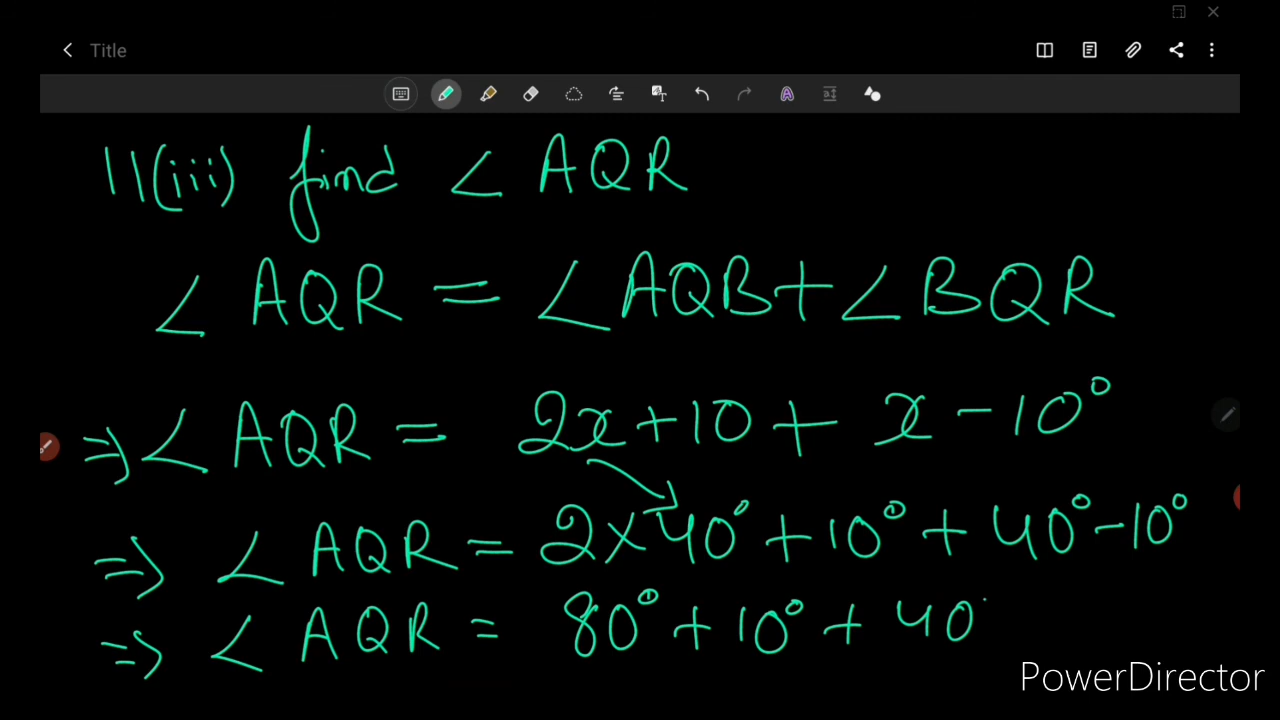 Title
11(iii) find ∠ AQR
∠ AQR = ∠AQB+∠BQR
⇒∠AQR = 2x+10+ x-10°
⇒ ∠AQR = 2×40°+10°+40°-10°
⇒ ∠AQR = 80°+10°+40
PowerDirector